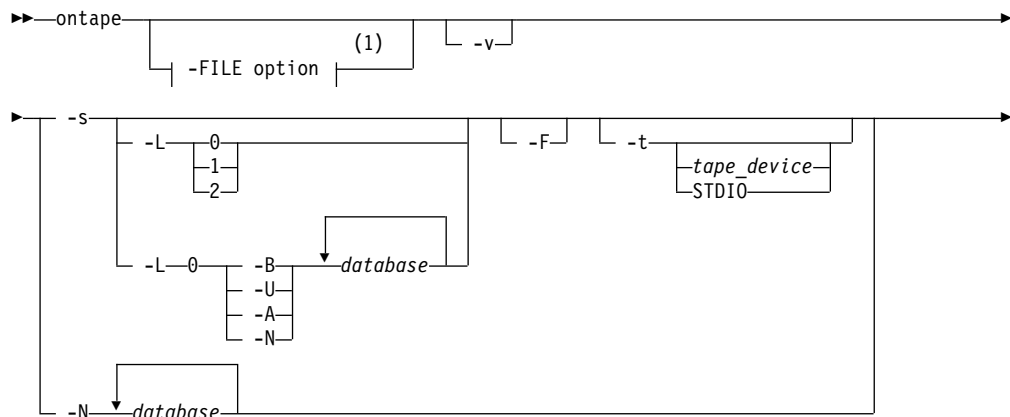 ontape
(1)
-FILE option
-v
-s
-L 0
1
2
-F
-t
tape_device
STDIO
-L 0 -B database
-U
-A
-N
-N database